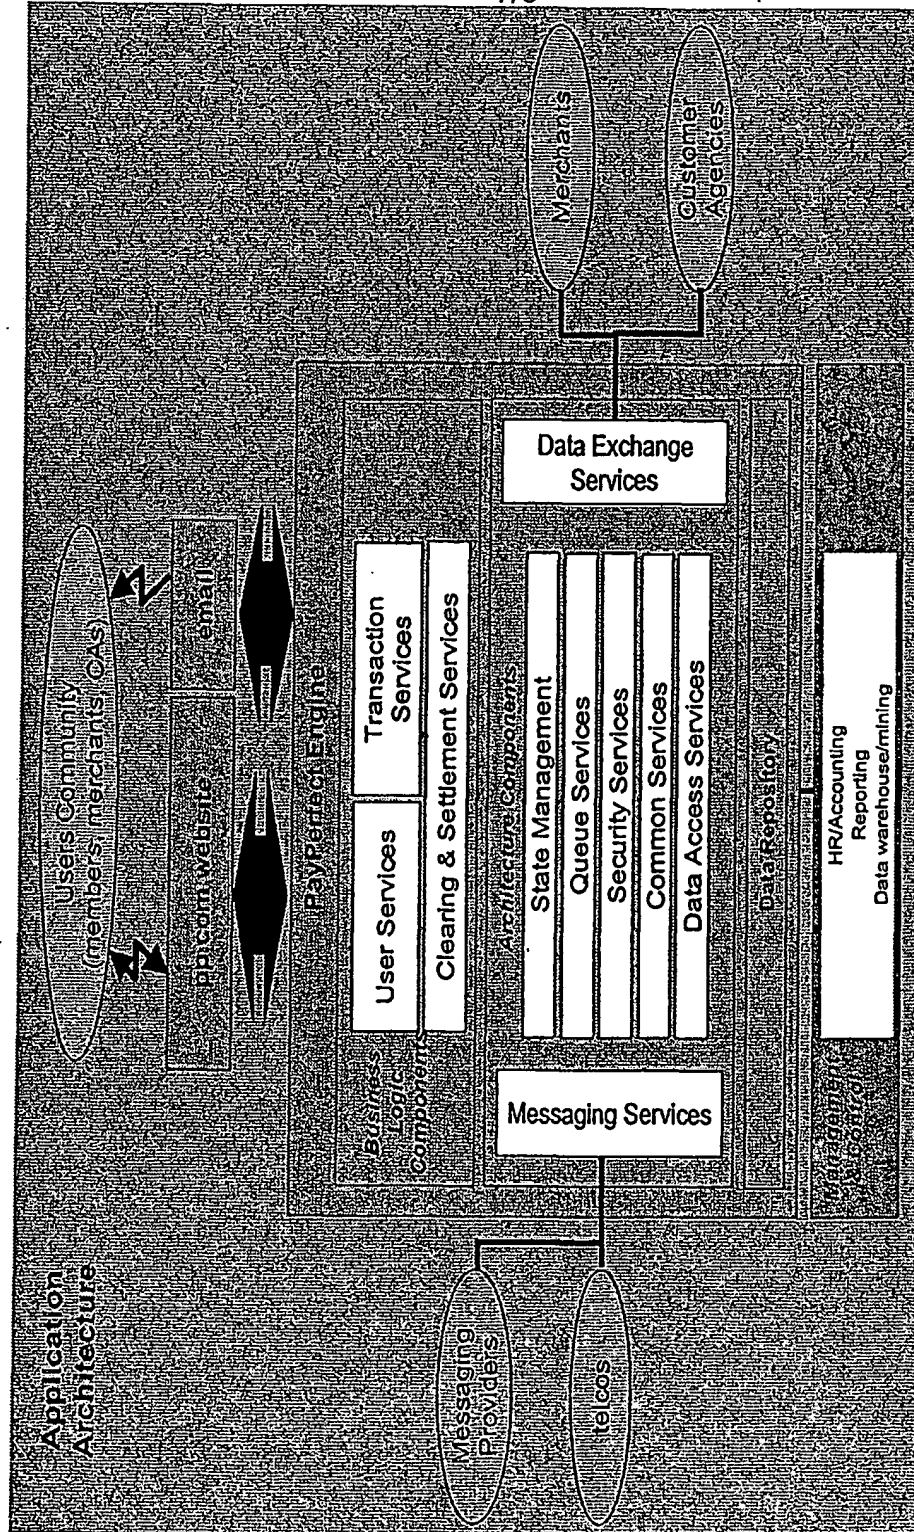 Application
Architecture
Users Community
(members, merchants, CAs)
pp.com website
email
PayPerfect Engine
Business
Logic
Components
User Services
Transaction
Services
Clearing & Settlement Services
Architecture Components
Messaging
Providers
telcos
Messaging Services
State Management
Queue Services
Security Services
Common Services
Data Access Services
Data Exchange
Services
Merchants
Customer
Agencies
Data Repository
Management
HR/Accounting
Reporting
Data warehouse/mining